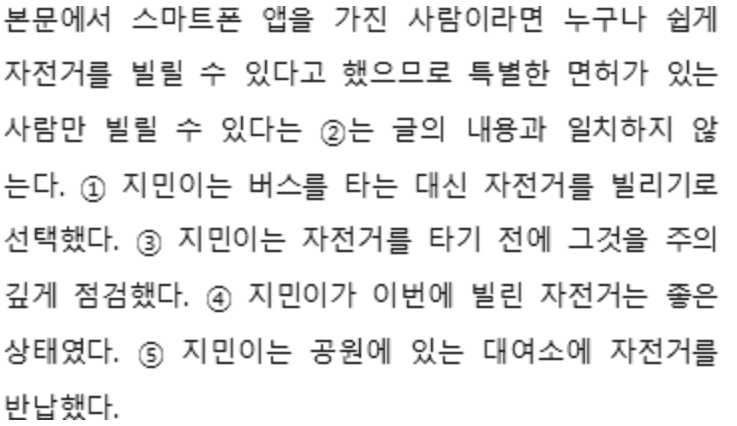 본문에서 스마트폰 앱을 가진 사람이라면 누구나 쉽게
자전거를 빌릴 수 있다고 했으므로 특별한 면허가 있는
사람만 빌릴 수 있다는 ②는 글의 내용과 일치하지 않
는다. ① 지민이는 버스를 타는 대신 자전거를 빌리기로
선택했다. ③ 지민이는 자전거를 타기 전에 그것을 주의
깊게 점검했다. ④ 지민이가 이번에 빌린 자전거는 좋은
상태였다. ⑤ 지민이는 공원에 있는 대여소에 자전거를
반납했다.